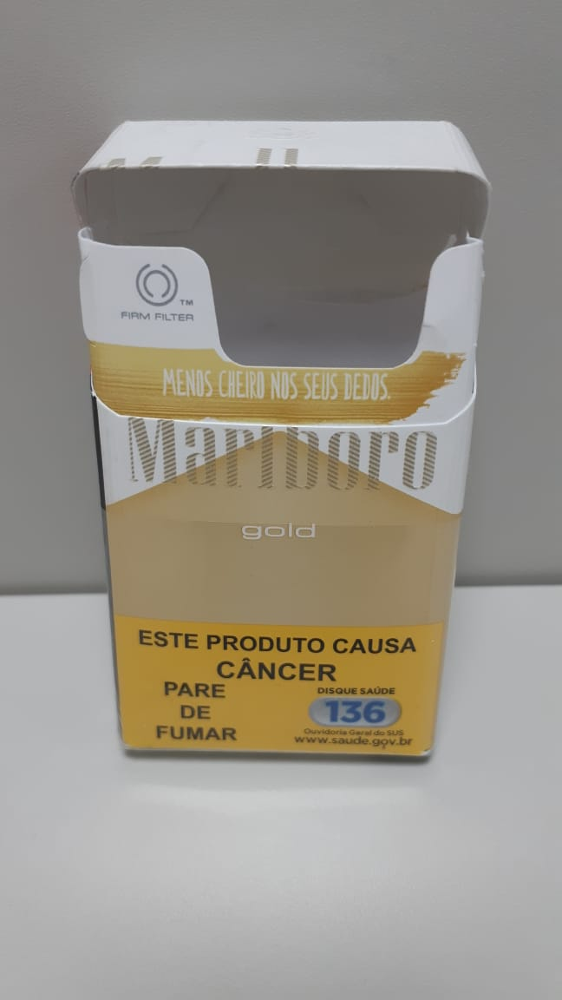 TM
FIRM FILTER
MENOS CHEIRO NOS SEUS DEDOS.
Marlboro
gold
ESTE PRODUTO CAUSA
CÂNCER
PARE
DE
FUMAR
DISQUE SAÚDE
136
Ouvidoria Geral do SUS
www.saude.gov.br